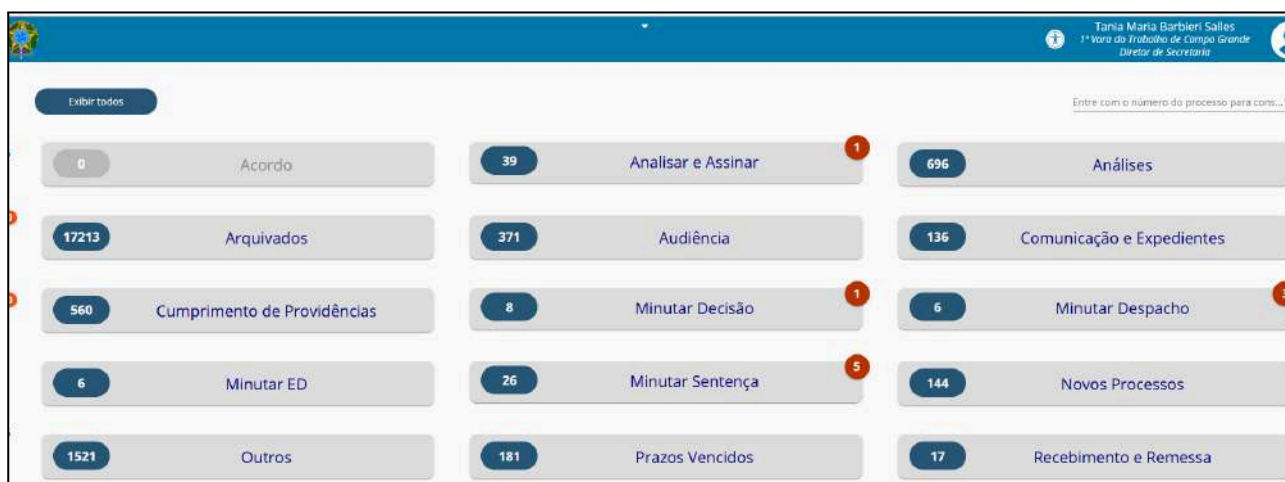 Tania Maria Barbieri Salles
1ª Vara do Trabalho de Campo Grande
Diretor de Secretaria
Exibir todos
Entre com o número do processo para cons...
0 Acordo
39 Analisar e Assinar 1
696 Análises
17213 Arquivados
371 Audiência
136 Comunicação e Expedientes
560 Cumprimento de Providências
8 Minutar Decisão 1
6 Minutar Despacho
6 Minutar ED
26 Minutar Sentença 5
144 Novos Processos
1521 Outros
181 Prazos Vencidos
17 Recebimento e Remessa